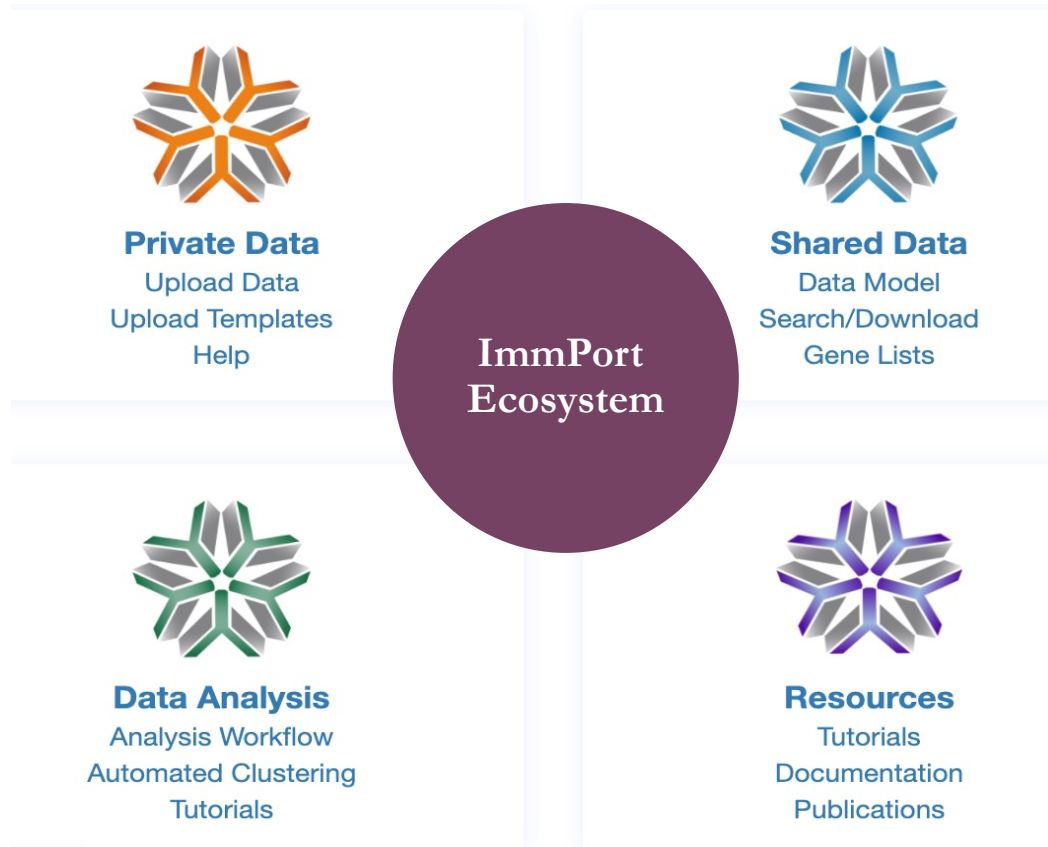 Private Data
Upload Data
Upload Templates
Help
Shared Data
Data Model
Search/Download
Gene Lists
ImmPort
Ecosystem
Data Analysis
Analysis Workflow
Automated Clustering
Tutorials
Resources
Tutorials
Documentation
Publications